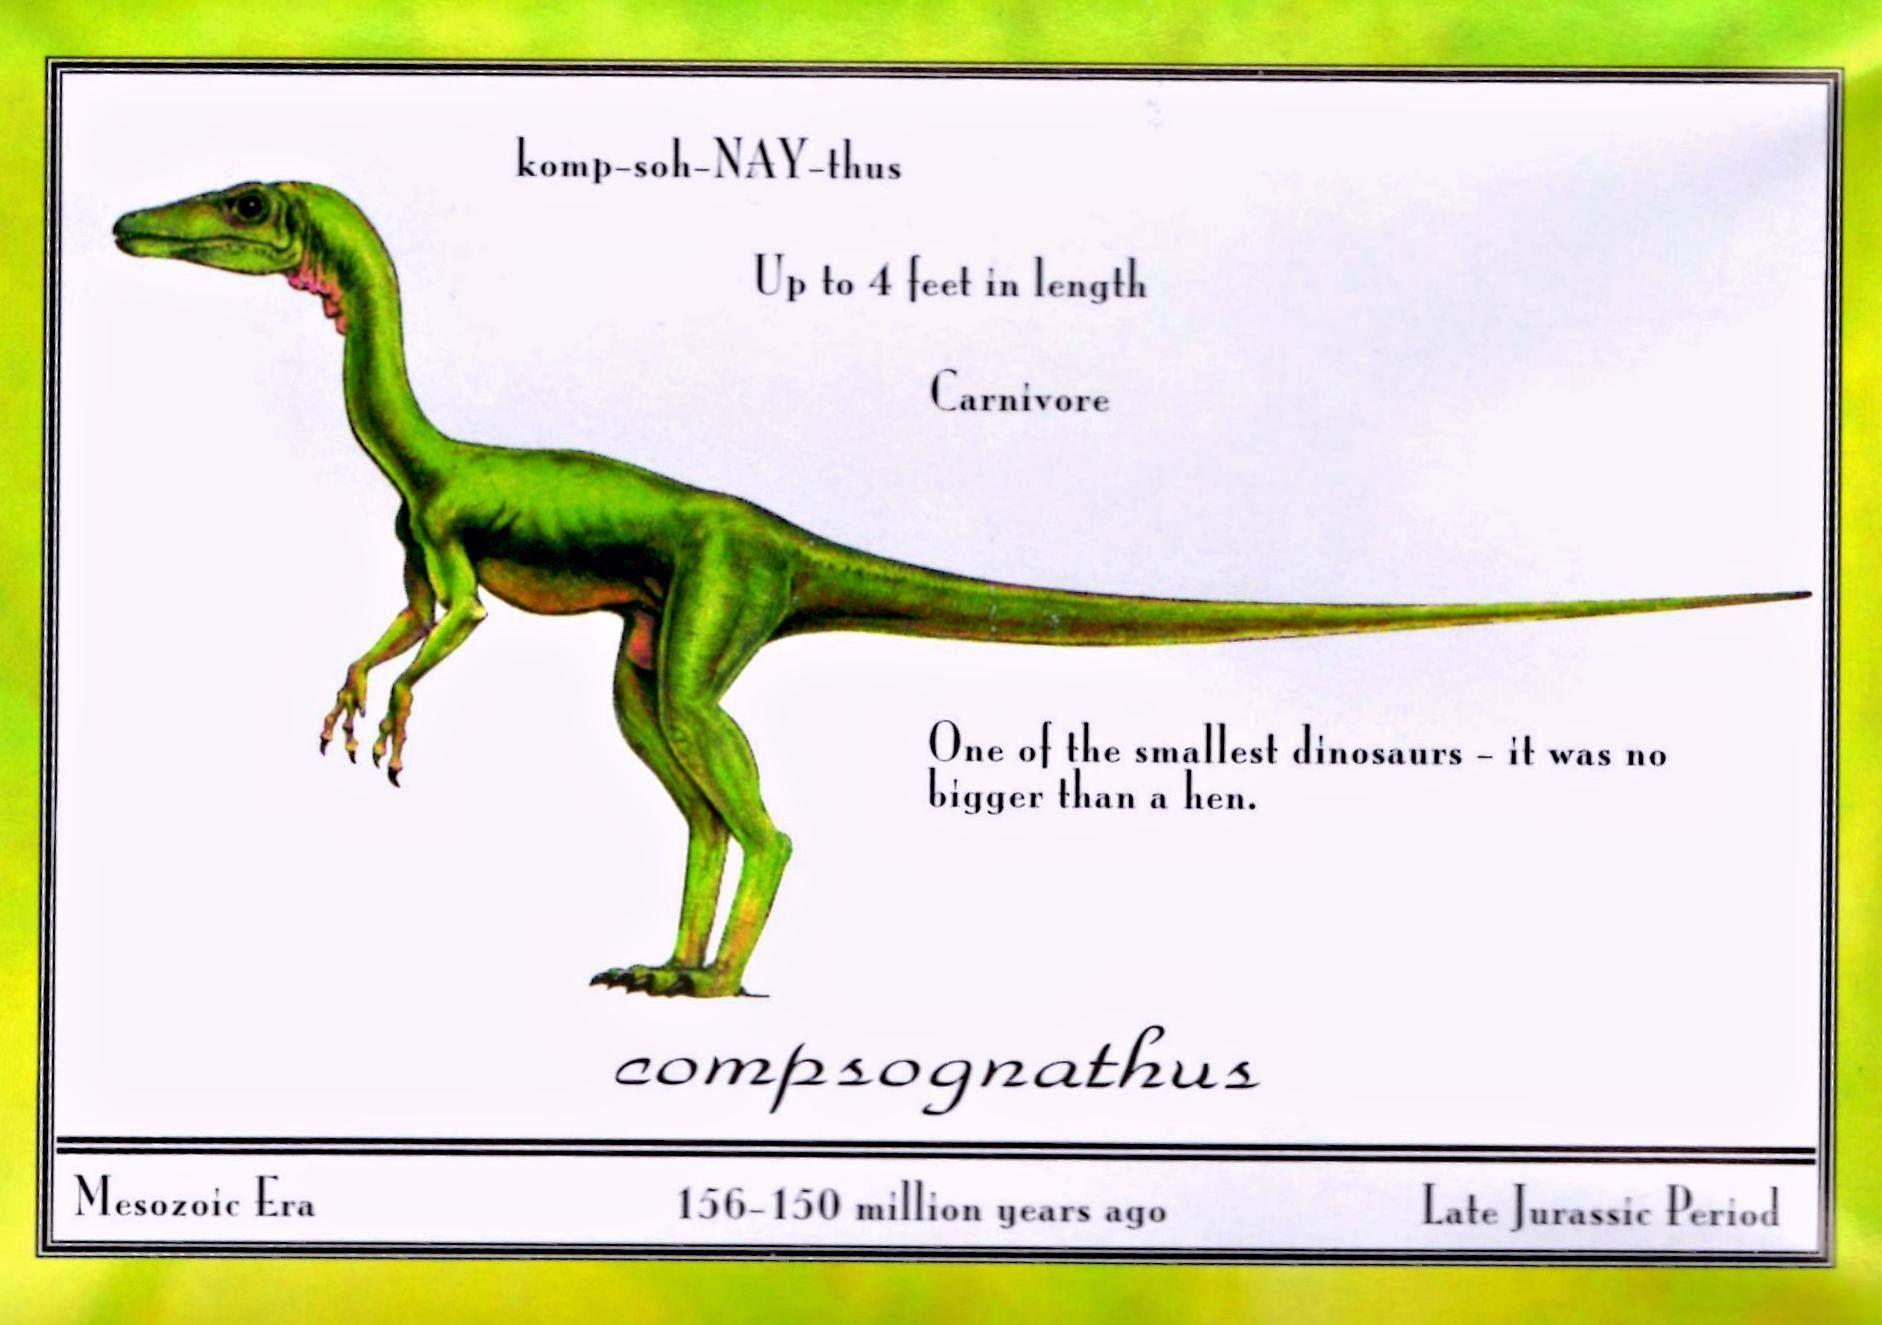 komp-soh-NAY-thus
Up to 4 feet in length
Carnivore
One of the smallest dinosaurs - it was no
bigger than a hen.
compsognathus
Mesozoic Era
156-150 million years ago
Late Jurassic Period